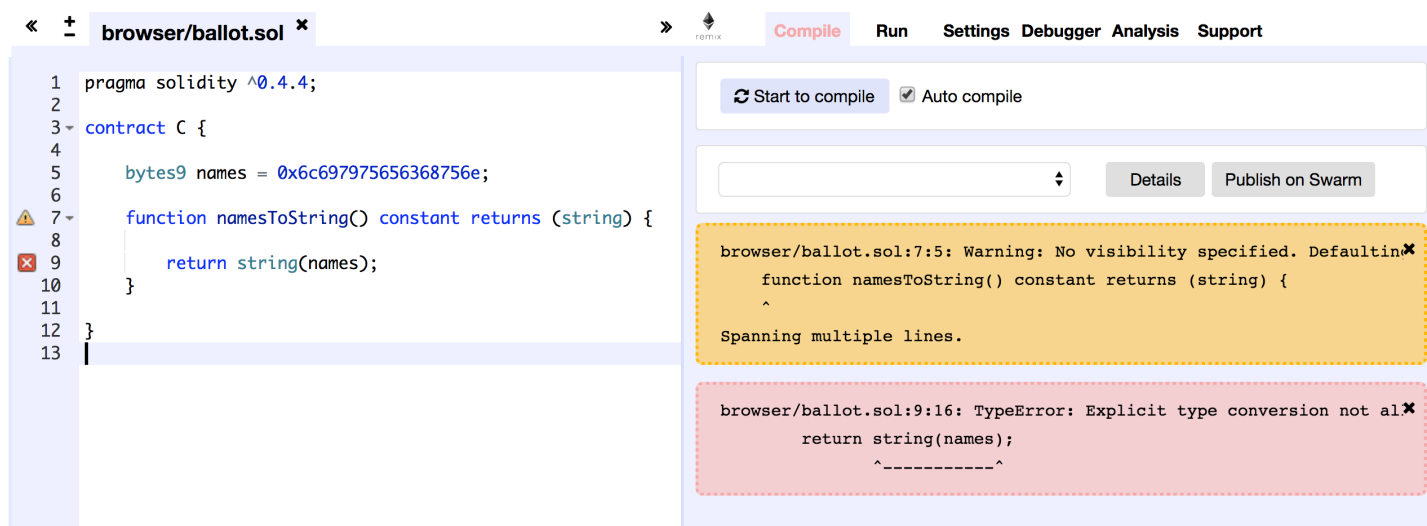 browser/ballot.sol
remix
Compile Run Settings Debugger Analysis Support
1 pragma solidity ^0.4.4;
2
3 contract C {
4
5 bytes9 names = 0x6c697975656368756e;
6
7 function namesToString() constant returns (string) {
8
9 return string(names);
10 }
11
12 }
13
Start to compile Auto compile
Details Publish on Swarm
browser/ballot.sol:7:5: Warning: No visibility specified. Defaulting
function namesToString() constant returns (string) {
^
Spanning multiple lines.
browser/ballot.sol:9:16: TypeError: Explicit type conversion not al
return string(names);
^-----------^